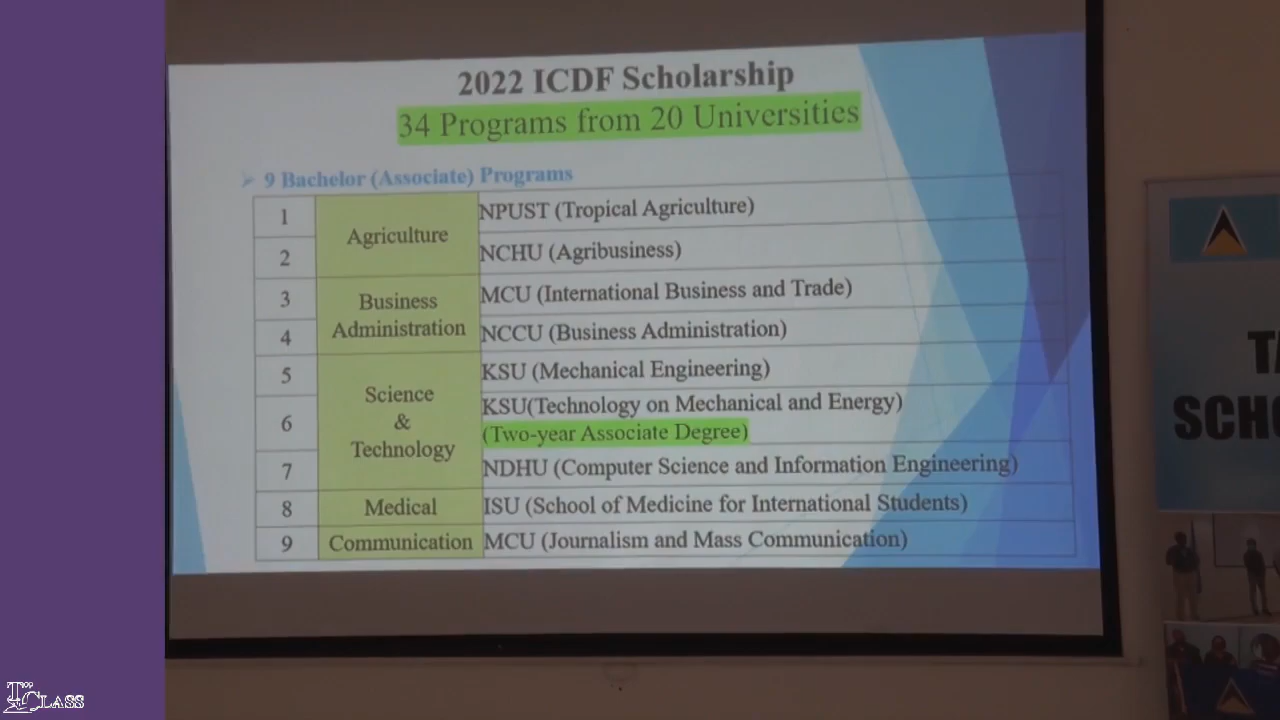 2022 ICDF Scholarship
34 Programs from 20 Universities
9 Bachelor (Associate) Programs
1
Agriculture
NPUST (Tropical Agriculture)
2
NCHU (Agribusiness)
3
Business
Administration
MCU (International Business and Trade)
4
NCCU (Business Administration)
5
Science
&
Technology
KSU (Mechanical Engineering)
6
KSU(Technology on Mechanical and Energy)
(Two-year Associate Degree)
7
NDHU (Computer Science and Information Engineering)
8
Medical
ISU (School of Medicine for International Students)
9
Communication
MCU (Journalism and Mass Communication)
TA
SCHO
CLASS